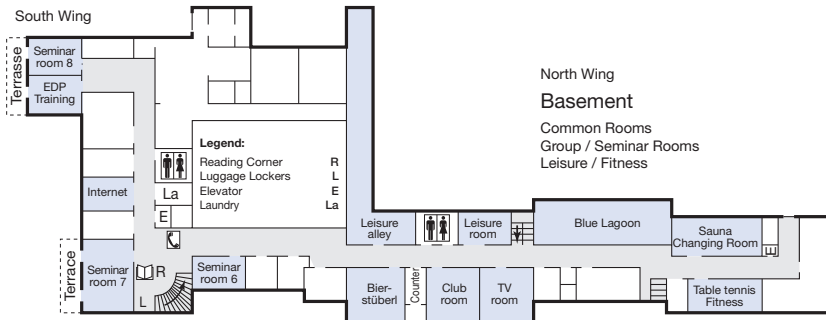 South Wing
Terrasse
Seminar
room 8
EDP
Training
North Wing
Basement
Common Rooms
Group / Seminar Rooms
Leisure / Fitness
Legend:
Reading Corner R
Luggage Lockers L
Elevator E
Laundry La
Internet
La
E
Terrace
Seminar
room 7
R
L
Seminar
room 6
Leisure
alley
Leisure
room
Blue Lagoon
Sauna
Changing Room
E
Bier-
stüberl
Counter
Club
room
TV
room
Table tennis
Fitness